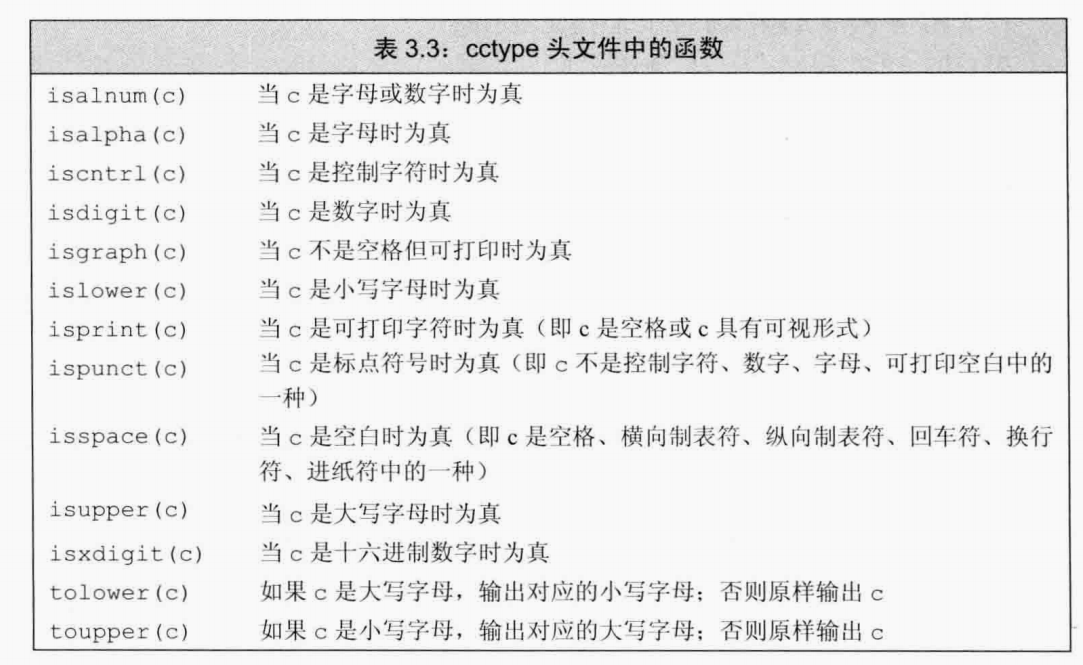 表 3.3：cctype 头文件中的函数
isalnum(c) 当 c 是字母或数字时为真
isalpha(c) 当 c 是字母时为真
iscntrl(c) 当 c 是控制字符时为真
isdigit(c) 当 c 是数字时为真
isgraph(c) 当 c 不是空格但可打印时为真
islower(c) 当 c 是小写字母时为真
isprint(c) 当 c 是可打印字符时为真（即 c 是空格或 c 具有可视形式）
ispunct(c) 当 c 是标点符号时为真（即 c 不是控制字符、数字、字母、可打印空白中的
一种）
isspace(c) 当 c 是空白时为真（即 c 是空格、横向制表符、纵向制表符、回车符、换行
符、进纸符中的一种）
isupper(c) 当 c 是大写字母时为真
isxdigit(c) 当 c 是十六进制数字时为真
tolower(c) 如果 c 是大写字母，输出对应的小写字母；否则原样输出 c
toupper(c) 如果 c 是小写字母，输出对应的大写字母；否则原样输出 c